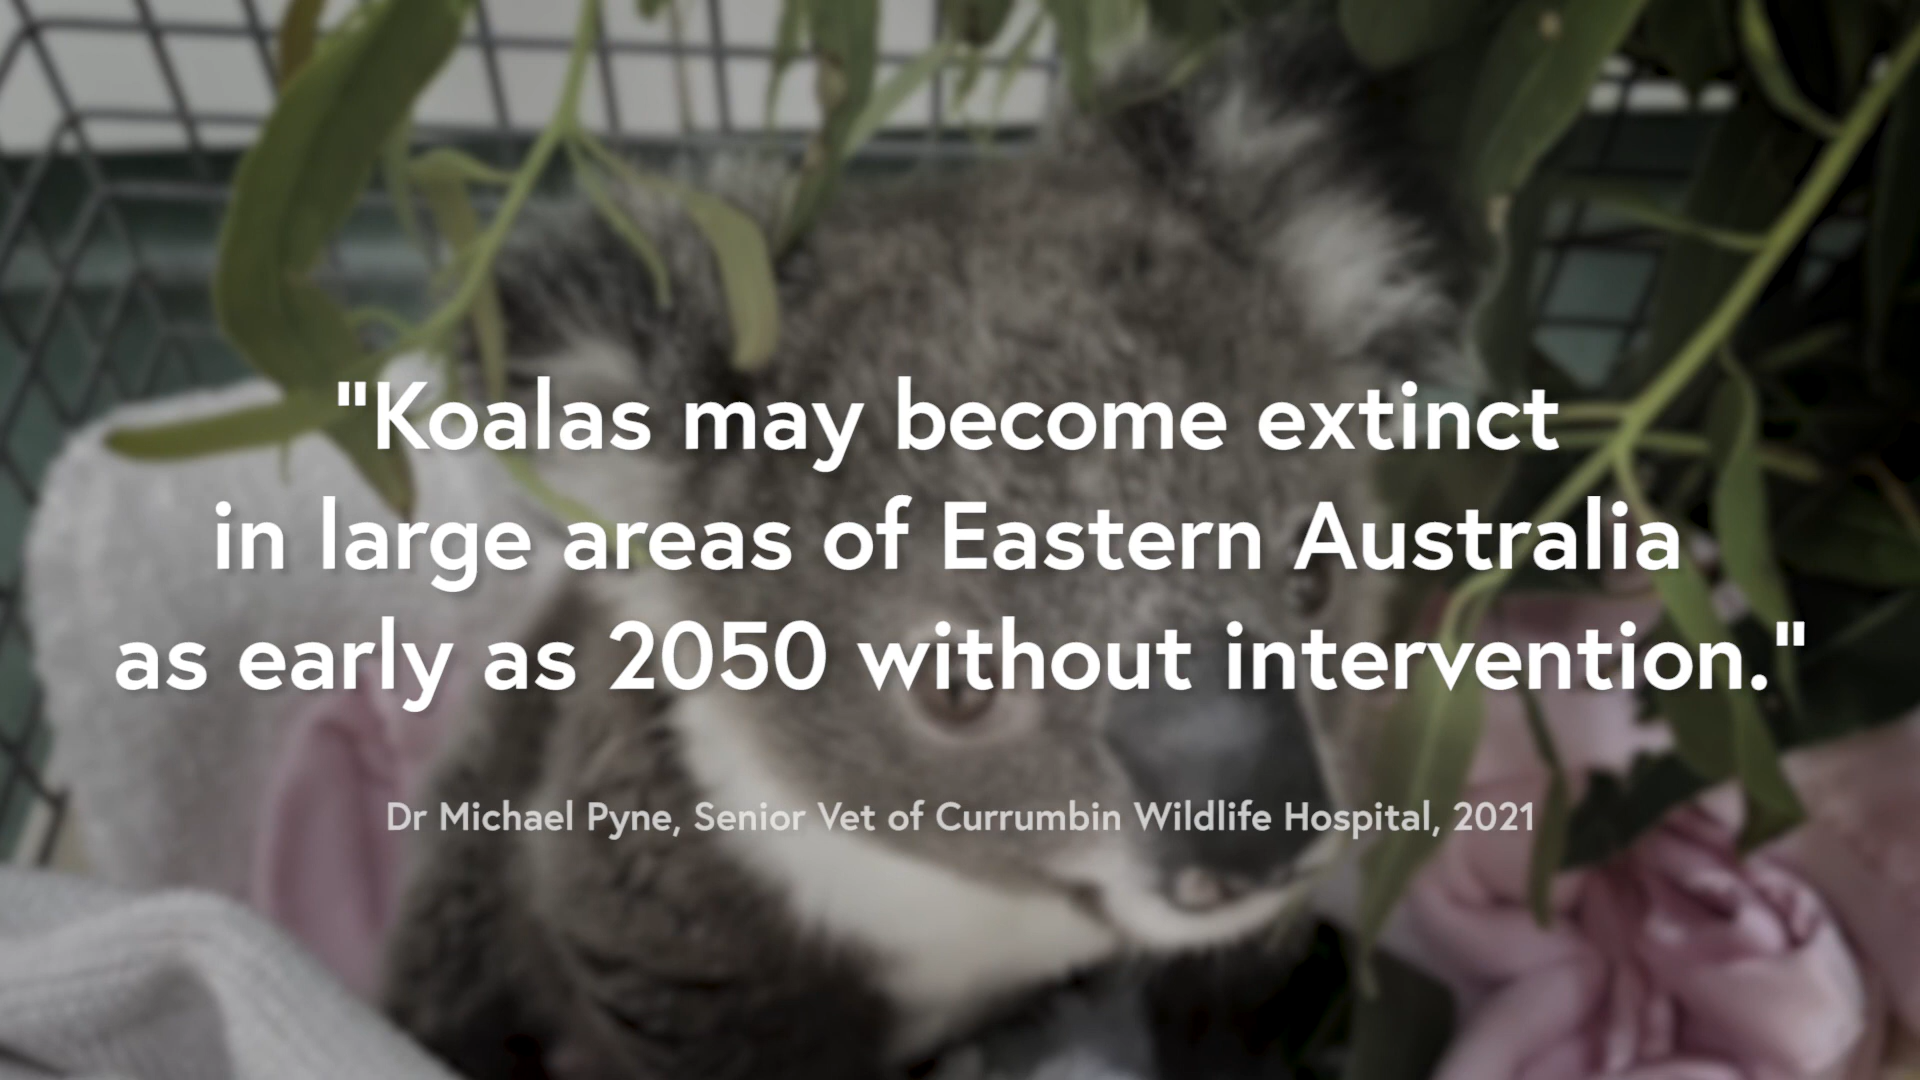 "Koalas may become extinct
in large areas of Eastern Australia
as early as 2050 without intervention."
Dr Michael Pyne, Senior Vet of Currumbin Wildlife Hospital, 2021